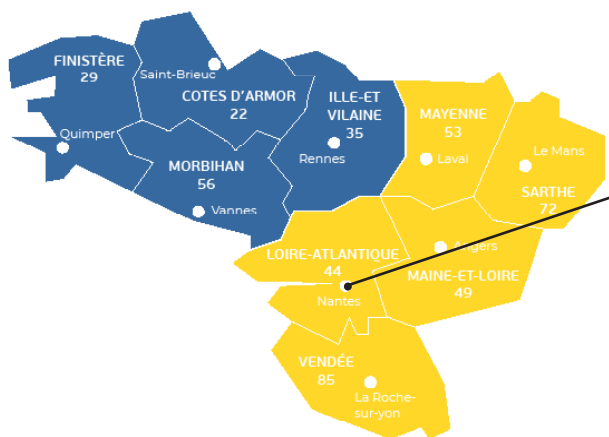 FINISTÈRE
29
Saint-Brieuc
COTES D'ARMOR
22
ILLE-ET
VILAINE
35
MAYENNE
53
Quimper
Rennes
Laval
Le Mans
MORBIHAN
56
SARTHE
72
Vannes
LOIRE-ATLANTIQUE
44
Angers
MAINE-ET-LOIRE
49
Nantes
VENDÉE
85
La Roche-
sur-yon